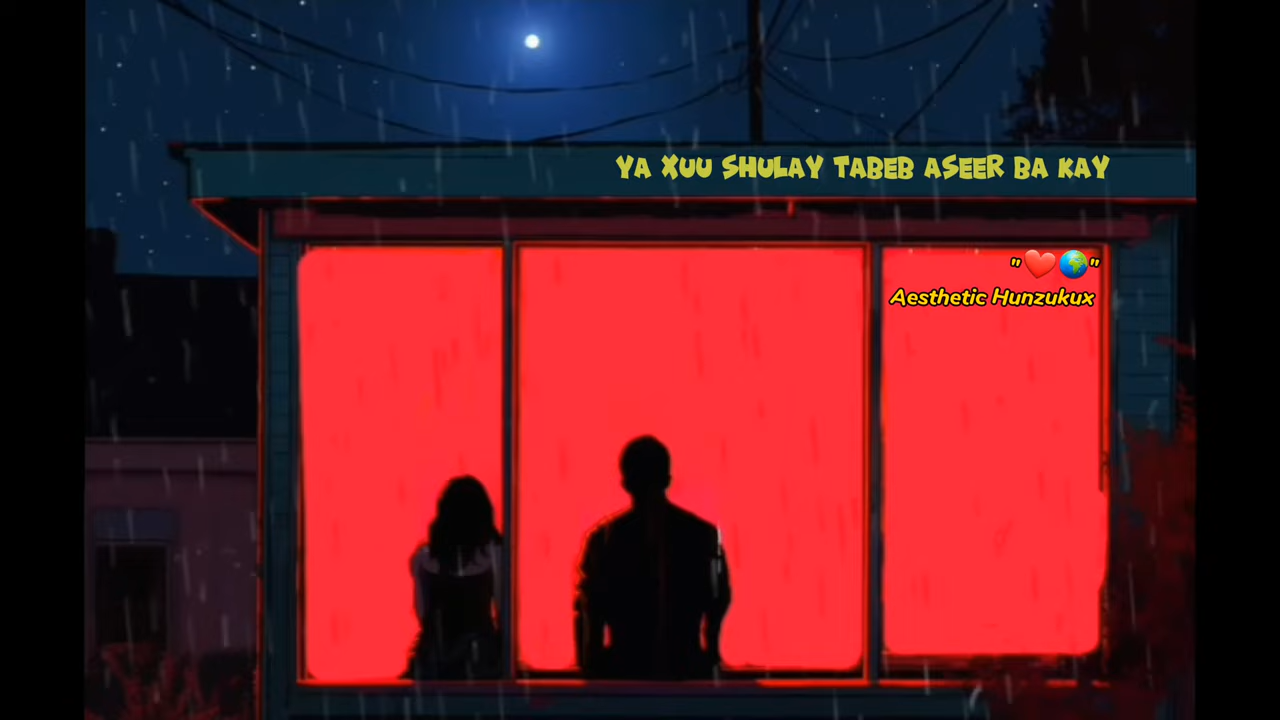 YA XUU SHULAY TABEB ASEER BA KAY
"❤️🌍"
Aesthetic Hunzukux